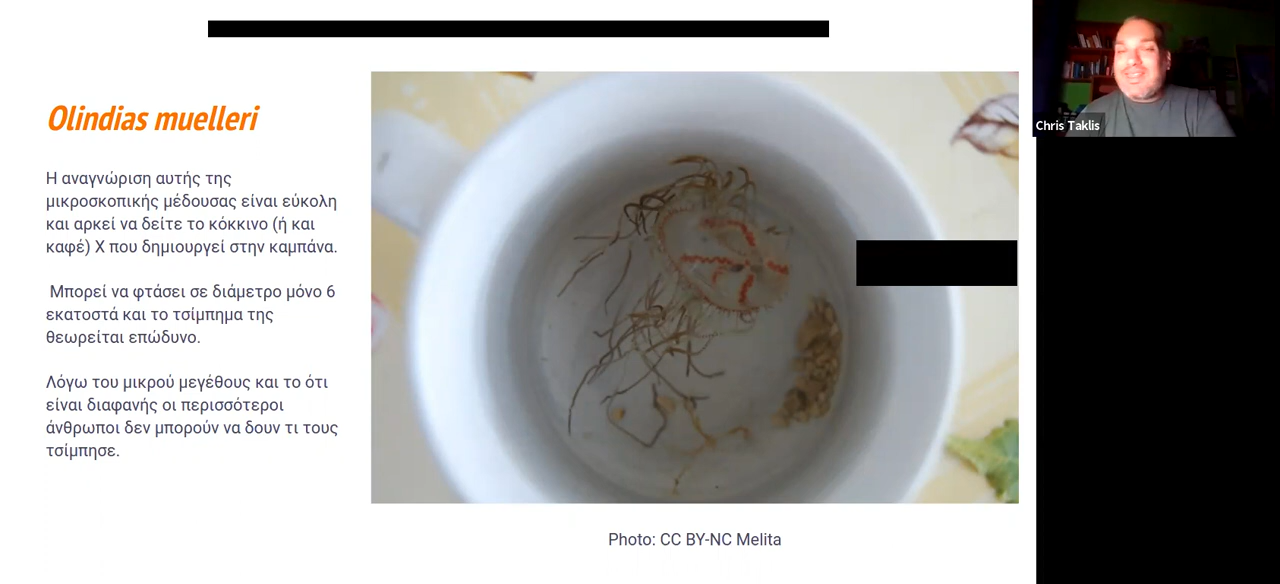 Olindias muelleri
Η αναγνώριση αυτής της
μικροσκοπικής μέδουσας είναι εύκολη
και αρκεί να δείτε το κόκκινο (ή και
καφέ) Χ που δημιουργεί στην καμπάνα.
Μπορεί να φτάσει σε διάμετρο μόνο 6
εκατοστά και το τσίμπημα της
θεωρείται επώδυνο.
Λόγω του μικρού μεγέθους και το ότι
είναι διαφανής οι περισσότεροι
άνθρωποι δεν μπορούν να δουν τι τους
τσίμπησε.
Photo: CC BY-NC Melita
Chris Taklis